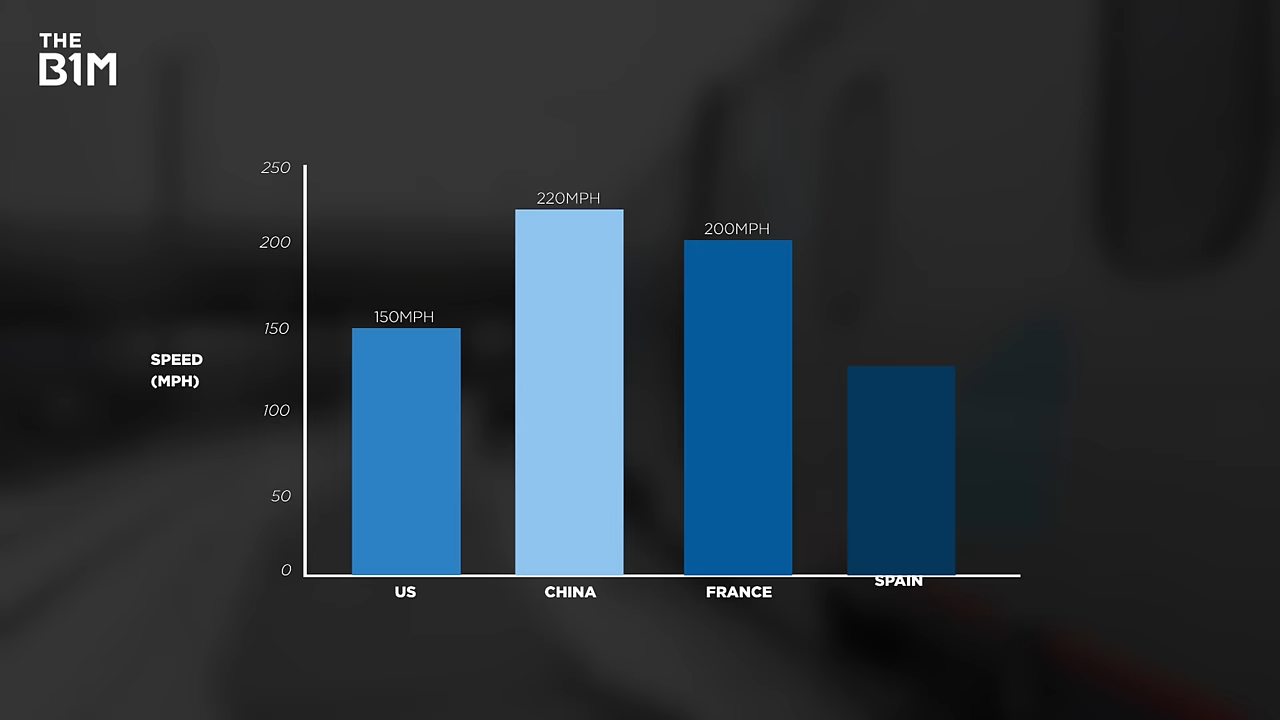 THE
B1M
250
220MPH
200
200MPH
150MPH
150
SPEED
(MPH)
100
50
0
US
CHINA
FRANCE
SPAIN